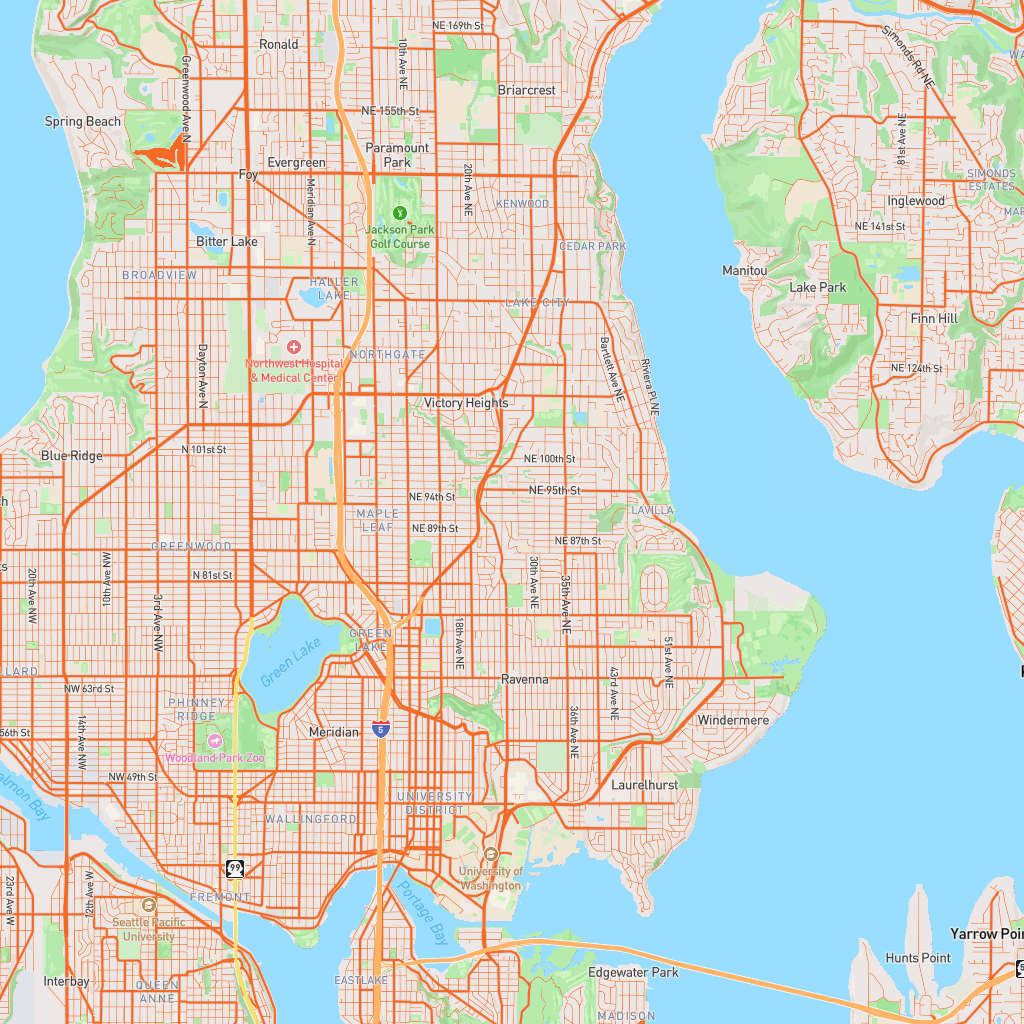 NE 169th St
Ronald
10th Ave NE
Simonds Rd NE
Greenwood Ave N
Briarcrest
NE 155th St
Spring Beach
81st Ave NE
Paramount
Park
Evergreen
Foy
20th Ave NE
Meridian Ave N
SIMONDS
ESTATES
Inglewood
KENWOOD
Jackson Park
Golf Course
NE 141st St
Bitter Lake
CEDAR PARK
Manitou
BROADVIEW
HALLER
LAKE
Lake Park
LAKE CITY
Finn Hill
Dayton Ave N
NORTHGATE
Bartlett Ave NE
Riviera Pl NE
Northwest Hospital
& Medical Center
NE 124th St
Victory Heights
N 101st St
Blue Ridge
NE 100th St
NE 95th St
NE 94th St
LAVILLA
MAPLE
LEAF
NE 89th St
NE 87th St
GREENWOOD
10th Ave NW
N 81st St
20th Ave NW
3rd Ave NW
30th Ave NE
35th Ave NE
GREEN
LAKE
18th Ave NE
Green Lake
51st Ave NE
LARD
NW 63rd St
Ravenna
43rd Ave NE
PHINNEY
RIDGE
14th Ave NW
Meridian
5
36th Ave NE
Windermere
56th St
Woodland Park Zoo
NW 49th St
Laurelhurst
almon Bay
UNIVERSITY
DISTRICT
WALLINGFORD
99
University of
Washington
23rd Ave W
12th Ave W
FREMONT
Portage Bay
Seattle Pacific
University
Yarrow Poin
Hunts Point
Interbay
EASTLAKE
Edgewater Park
QUEEN
ANNE
MADISON